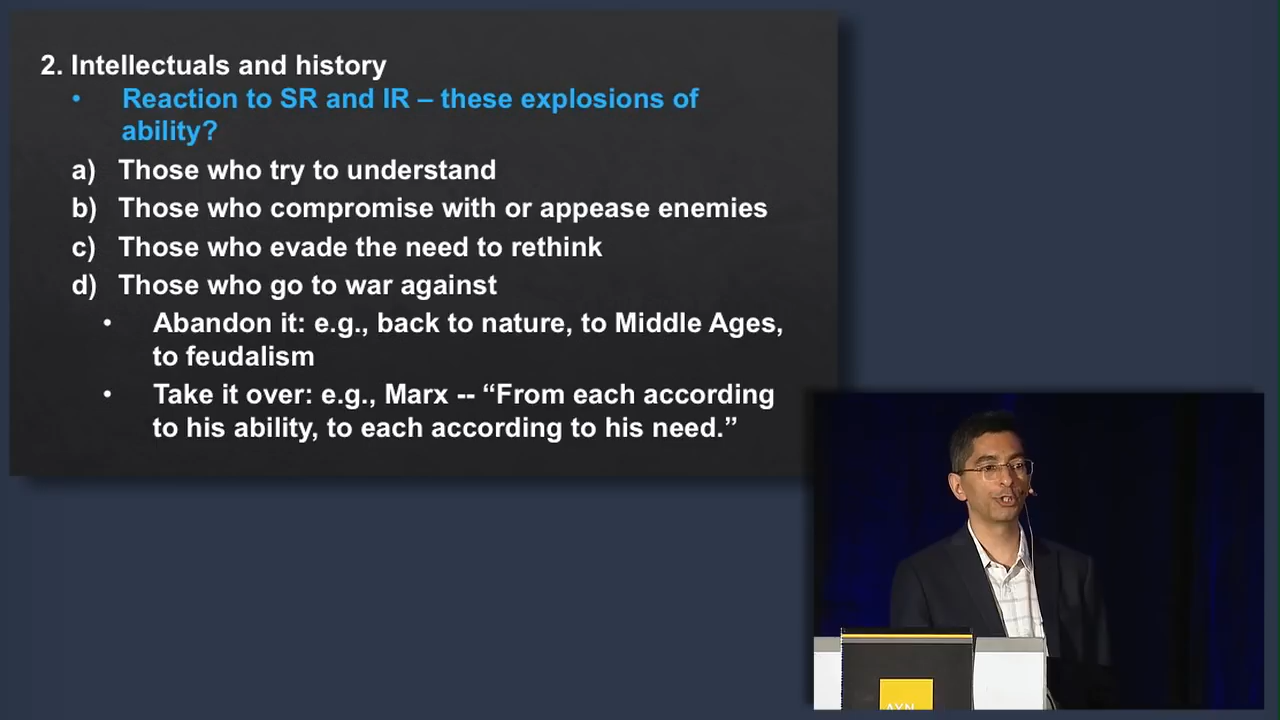 2. Intellectuals and history
• Reaction to SR and IR – these explosions of
ability?
a) Those who try to understand
b) Those who compromise with or appease enemies
c) Those who evade the need to rethink
d) Those who go to war against
• Abandon it: e.g., back to nature, to Middle Ages,
to feudalism
• Take it over: e.g., Marx -- “From each according
to his ability, to each according to his need.”
AYN